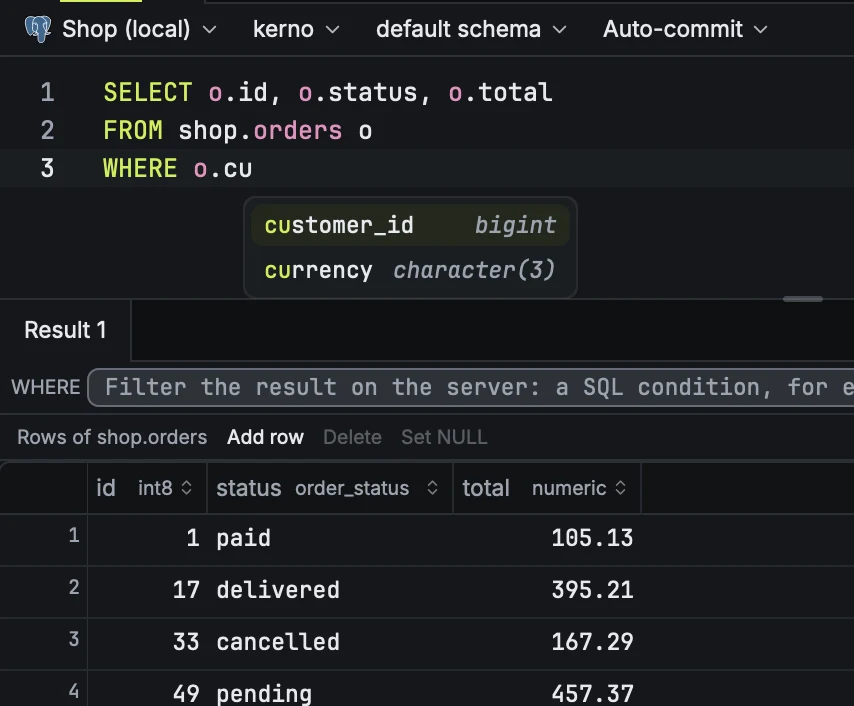 Shop (local) kerno default schema Auto-commit
1 SELECT o.id, o.status, o.total
2 FROM shop.orders o
3 WHERE o.cu
customer_id bigint
currency character(3)
Result 1
WHERE Filter the result on the server: a SQL condition, for e
Rows of shop.orders Add row Delete Set NULL
id int8 status order_status total numeric
1 1 paid 105.13
2 17 delivered 395.21
3 33 cancelled 167.29
4 49 pending 457.37